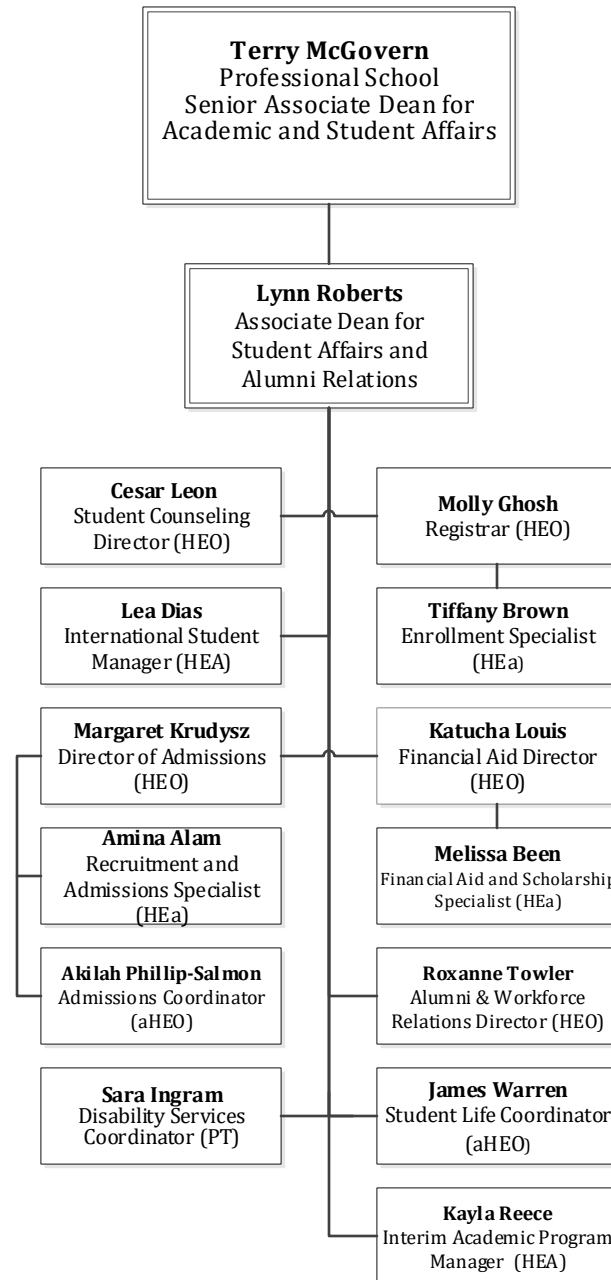 Terry McGovern
Professional School
Senior Associate Dean for
Academic and Student Affairs
Lynn Roberts
Associate Dean for
Student Affairs and
Alumni Relations
Cesar Leon
Student Counseling
Director (HEO)
Molly Ghosh
Registrar (HEO)
Lea Dias
International Student
Manager (HEA)
Tiffany Brown
Enrollment Specialist
(HEa)
Margaret Krudysz
Director of Admissions
(HEO)
Katucha Louis
Financial Aid Director
(HEO)
Amina Alam
Recruitment and
Admissions Specialist
(HEa)
Melissa Been
Financial Aid and Scholarship
Specialist (HEa)
Akilah Phillip-Salmon
Admissions Coordinator
(aHEO)
Roxanne Towler
Alumni & Workforce
Relations Director (HEO)
Sara Ingram
Disability Services
Coordinator (PT)
James Warren
Student Life Coordinator
(aHEO)
Kayla Reece
Interim Academic Program
Manager (HEA)